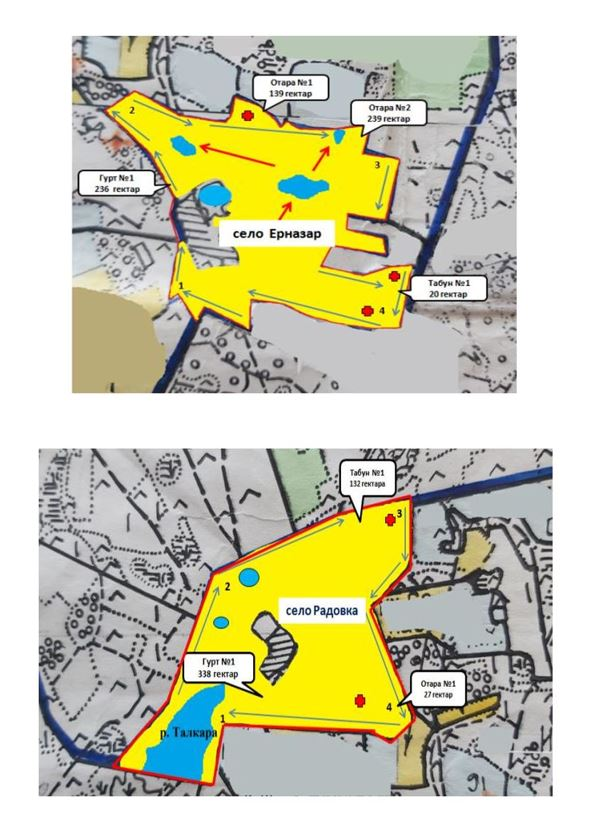 Отара №1
139 гектар
Отара №2
239 гектар
2
3
Гурт №1
236 гектар
село Ерназар
Табун №1
20 гектар
1
4
Табун №1
132 гектара
3
2
село Радовка
Гурт №1
338 гектар
Отара №1
27 гектар
4
1
р. Талкара